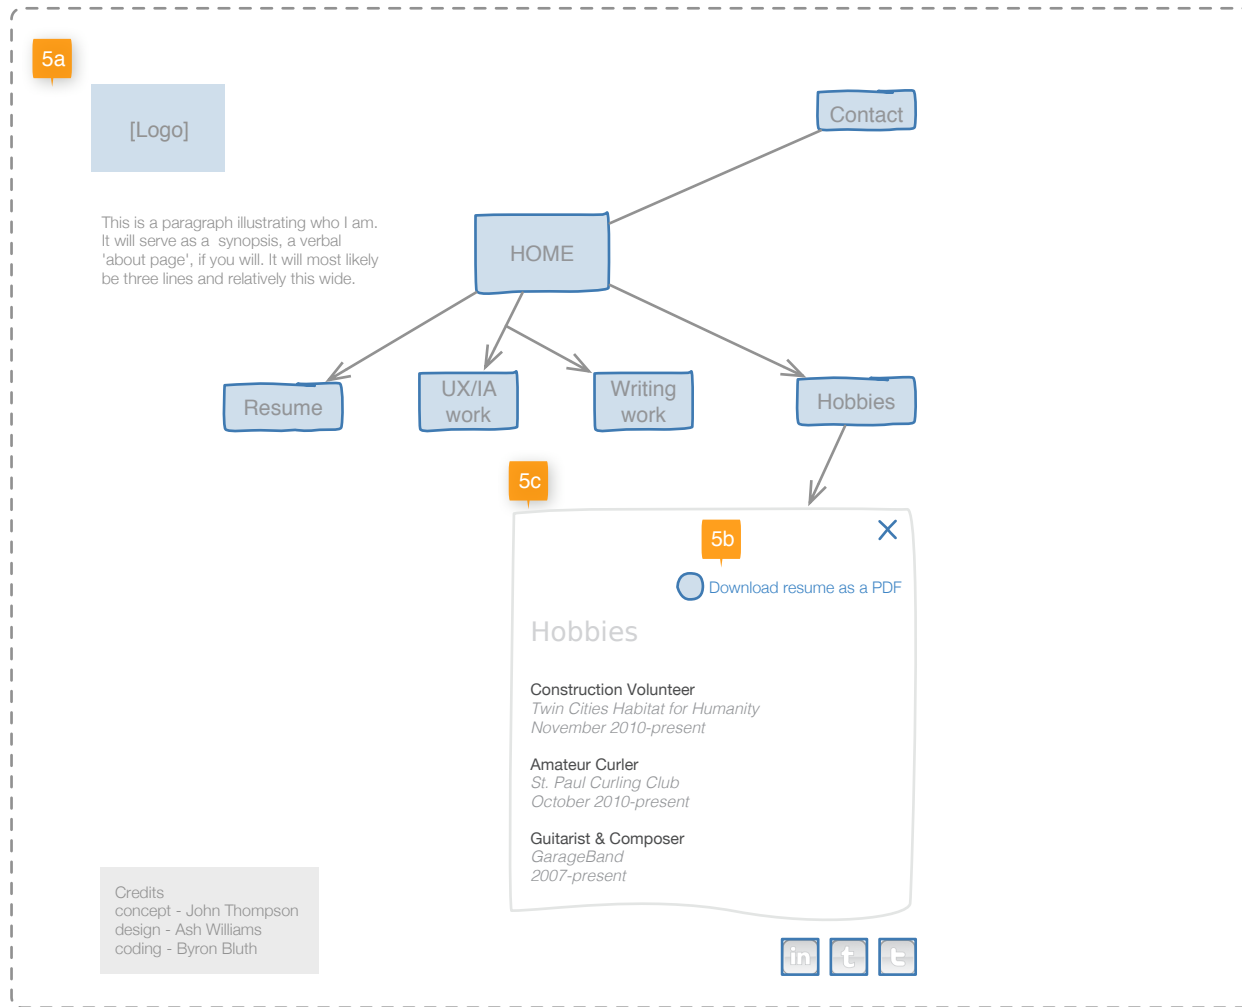 5a
[Logo]
Contact
This is a paragraph illustrating who I am.
It will serve as a synopsis, a verbal
'about page', if you will. It will most likely
be three lines and relatively this wide.
HOME
Resume
UX/IA
work
Writing
work
Hobbies
5c
5b
Download resume as a PDF
Hobbies
Construction Volunteer
Twin Cities Habitat for Humanity
November 2010-present
Amateur Curler
St. Paul Curling Club
October 2010-present
Guitarist & Composer
GarageBand
2007-present
Credits
concept - John Thompson
design - Ash Williams
coding - Byron Bluth
in
t
t